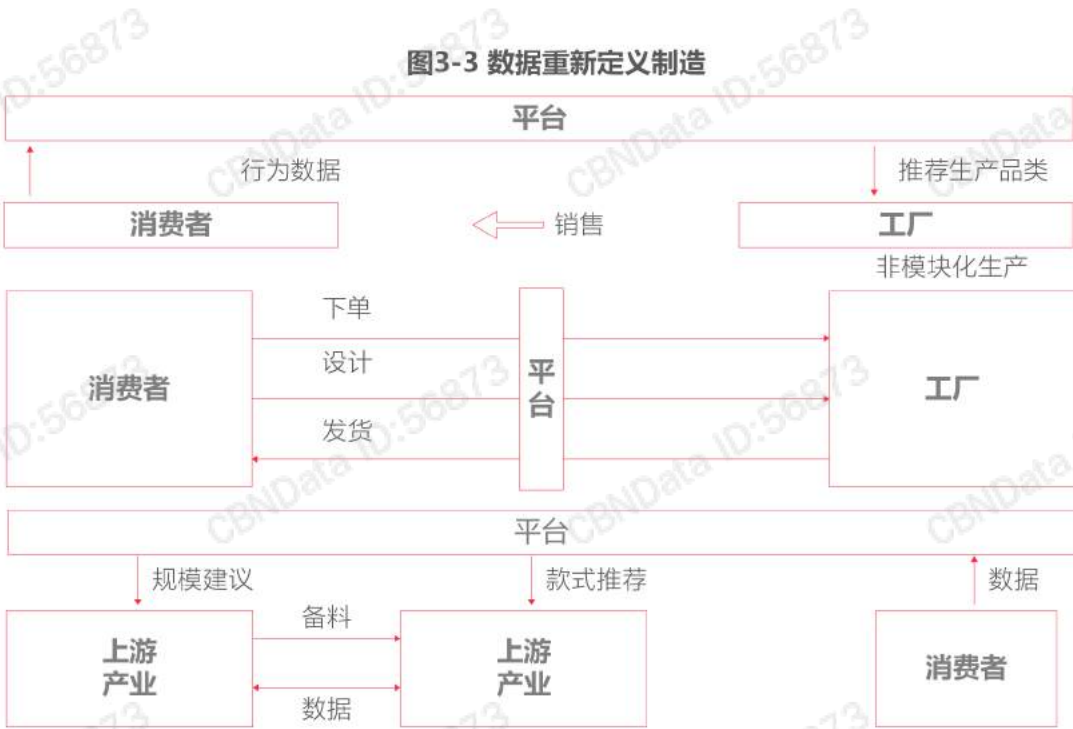 图3-3 数据重新定义制造
平台
行为数据
推荐生产品类
消费者
销售
工厂
非模块化生产
下单
设计
发货
消费者
平
台
工厂
平台
规模建议
款式推荐
数据
备料
上游
产业
上游
产业
消费者
数据
CBNData ID:56873